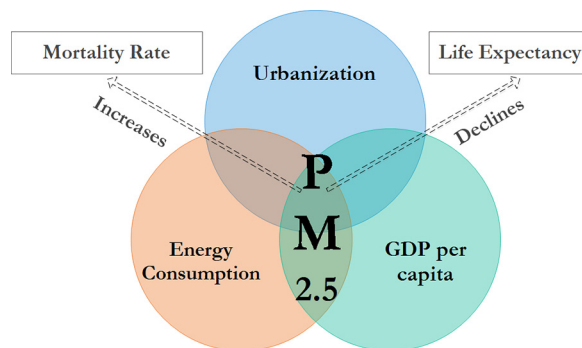 Mortality Rate
Life Expectancy
Urbanization
Increases
Declines
P
M
2.5
Energy
Consumption
GDP per
capita